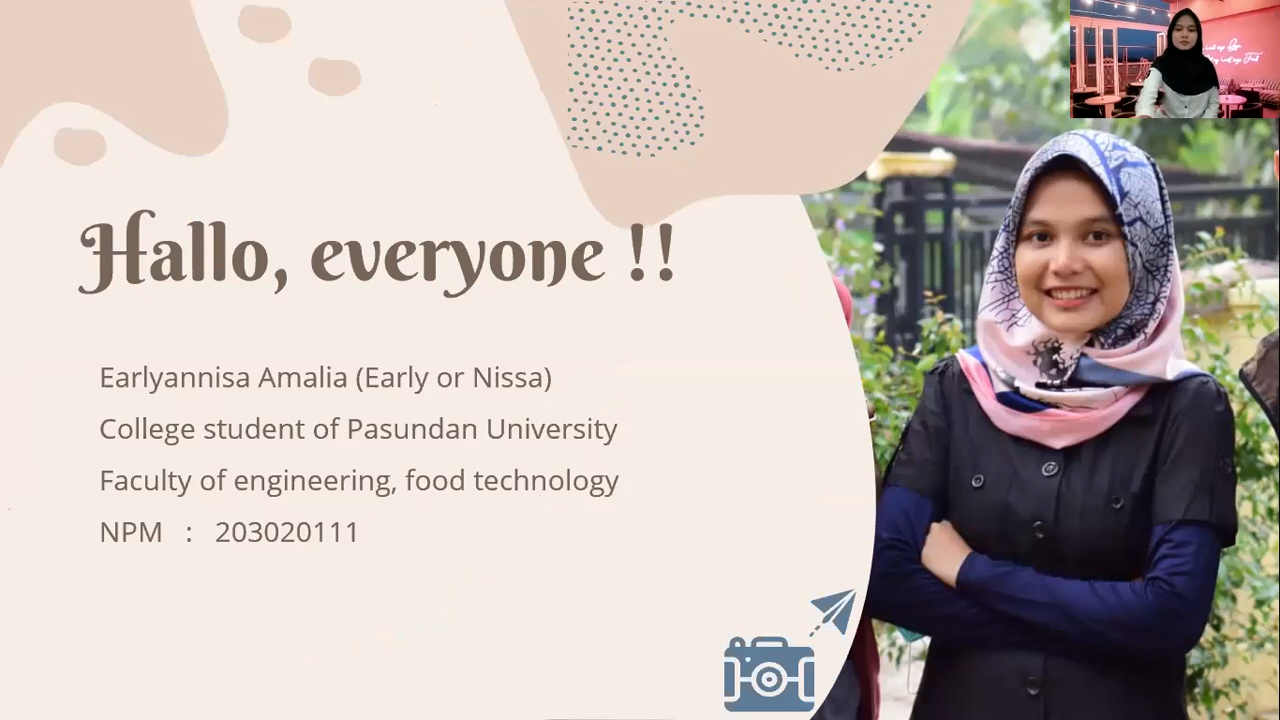 Hallo, everyone !!
Earlyannisa Amalia (Early or Nissa)
College student of Pasundan University
Faculty of engineering, food technology
NPM : 203020111